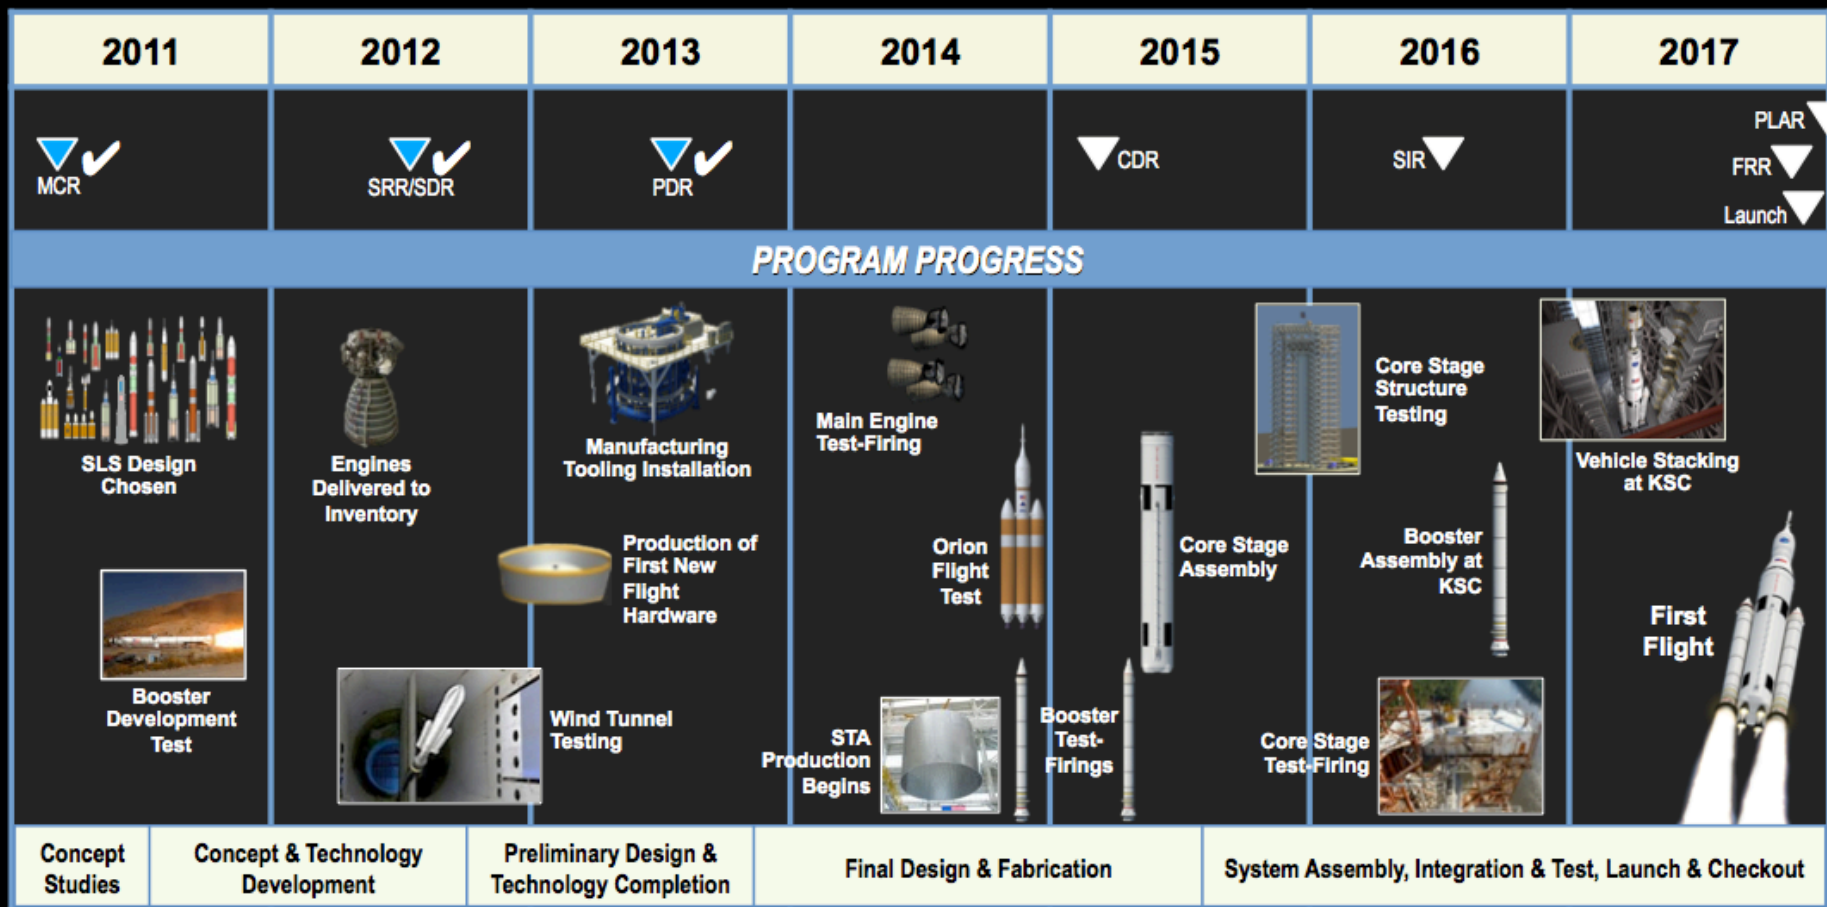 2011
2012
2013
2014
2015
2016
2017
MCR
SRR/SDR
PDR
CDR
SIR
PLAR
FRR
Launch
PROGRAM PROGRESS
SLS Design
Chosen
Booster
Development
Test
Engines
Delivered to
Inventory
Wind Tunnel
Testing
Manufacturing
Tooling Installation
Production of
First New
Flight
Hardware
Main Engine
Test-Firing
Orion
Flight
Test
STA
Production
Begins
Booster
Test-
Firings
Core Stage
Assembly
Core Stage
Structure
Testing
Booster
Assembly at
KSC
Core Stage
Test-Firing
Vehicle Stacking
at KSC
First
Flight
Concept
Studies
Concept & Technology
Development
Preliminary Design &
Technology Completion
Final Design & Fabrication
System Assembly, Integration & Test, Launch & Checkout